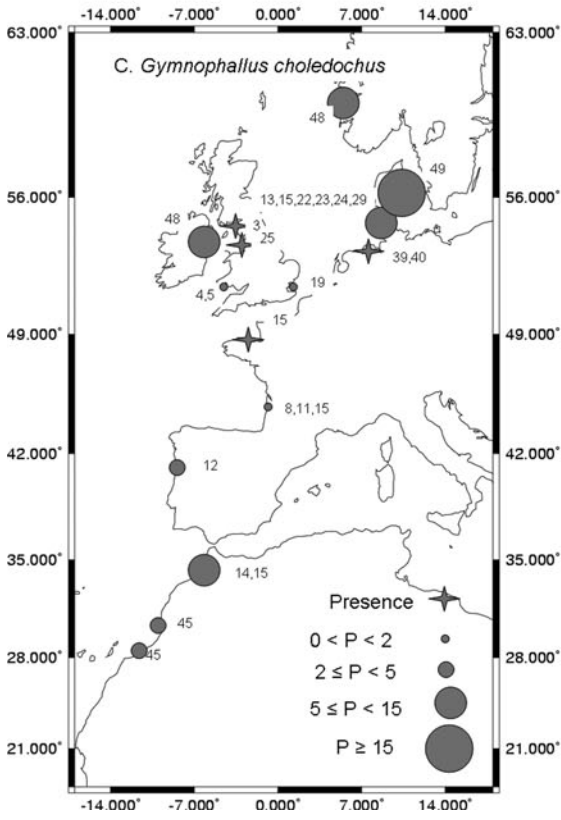 -14.000° -7.000° 0.000° 7.000° 14.000°
63.000° 63.000°
C. Gymnophallus choledochus
48
49
56.000° 13,15,22,23,24,29 56.000°
48 3
25
39,40
4,5 19
15
49.000° 49.000°
8,11,15
42.000° 42.000°
12
35.000° 35.000°
14,15
Presence
45
0 < P < 2
28.000° 45 2 ≤ P < 5 28.000°
5 ≤ P < 15
21.000° P ≥ 15 21.000°
-14.000° -7.000° 0.000° 7.000° 14.000°